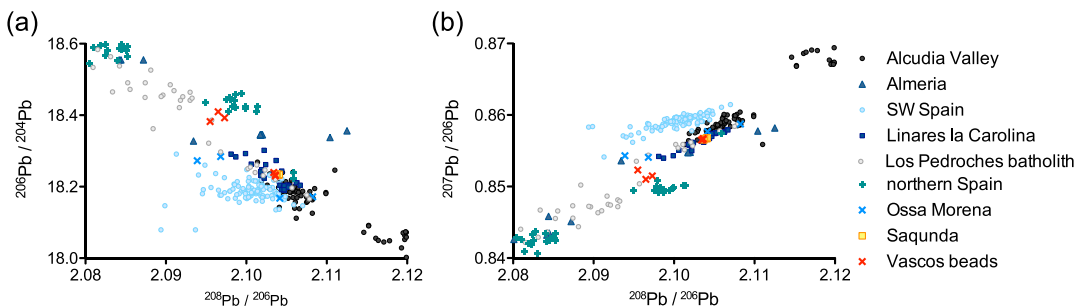 (a)
18.6
18.4
18.2
18.0
206Pb / 204Pb
2.08
2.09
2.10
2.11
2.12
208Pb / 206Pb
(b)
0.87
0.86
0.85
0.84
207Pb / 206Pb
2.08
2.09
2.10
2.11
2.12
208Pb / 206Pb
Alcudia Valley
Almeria
SW Spain
Linares la Carolina
Los Pedroches batholith
northern Spain
Ossa Morena
Saqunda
Vascos beads